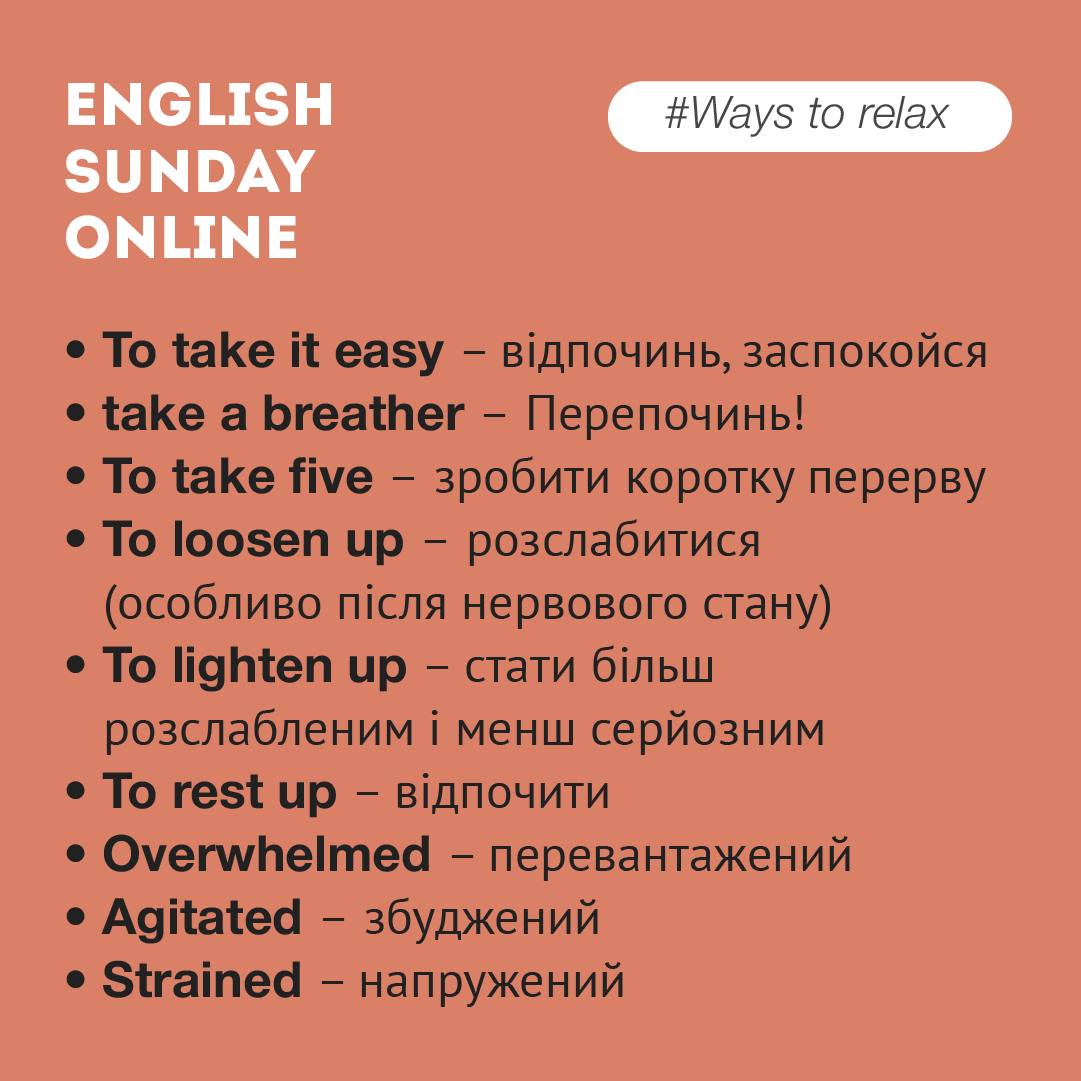 ENGLISH
SUNDAY
ONLINE
#Ways to relax
• To take it easy – відпочинь, заспокойся
• take a breather – Перепочинь!
• To take five – зробити коротку перерву
• To loosen up – розслабитися
(особливо після нервового стану)
• To lighten up – стати більш
розслабленим і менш серйозним
• To rest up – відпочити
• Overwhelmed – перевантажений
• Agitated – збуджений
• Strained – напружений